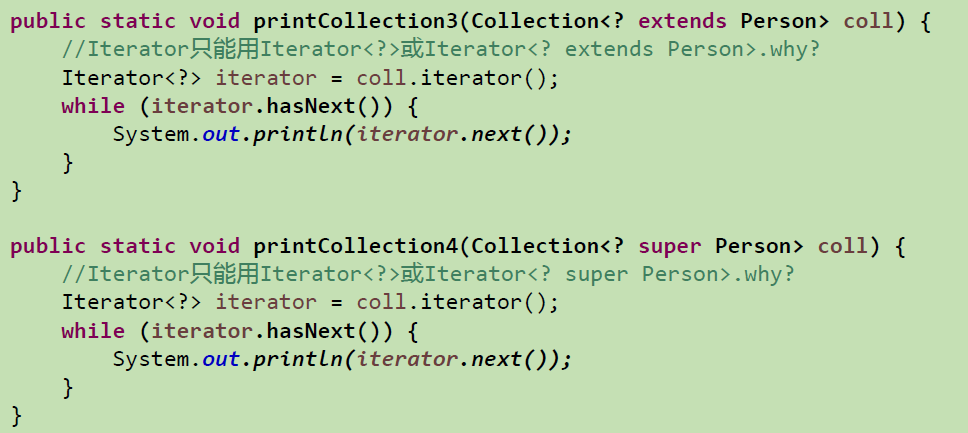 public static void printCollection3(Collection<? extends Person> coll) {
    //Iterator只能用Iterator<?>或Iterator<? extends Person>.why?
    Iterator<?> iterator = coll.iterator();
    while (iterator.hasNext()) {
        System.out.println(iterator.next());
    }
}

public static void printCollection4(Collection<? super Person> coll) {
    //Iterator只能用Iterator<?>或Iterator<? super Person>.why?
    Iterator<?> iterator = coll.iterator();
    while (iterator.hasNext()) {
        System.out.println(iterator.next());
    }
}